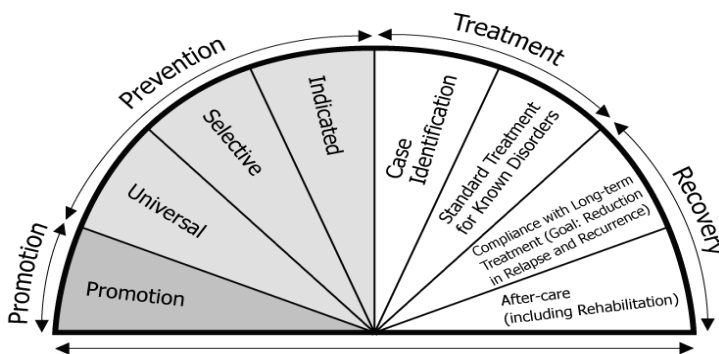 Promotion
Prevention
Treatment
Recovery
Promotion
Universal
Selective
Indicated
Case
Identification
Standard Treatment
for Known Disorders
Compliance with Long-term
Treatment (Goal: Reduction
in Relapse and Recurrence)
After-care
(including Rehabilitation)